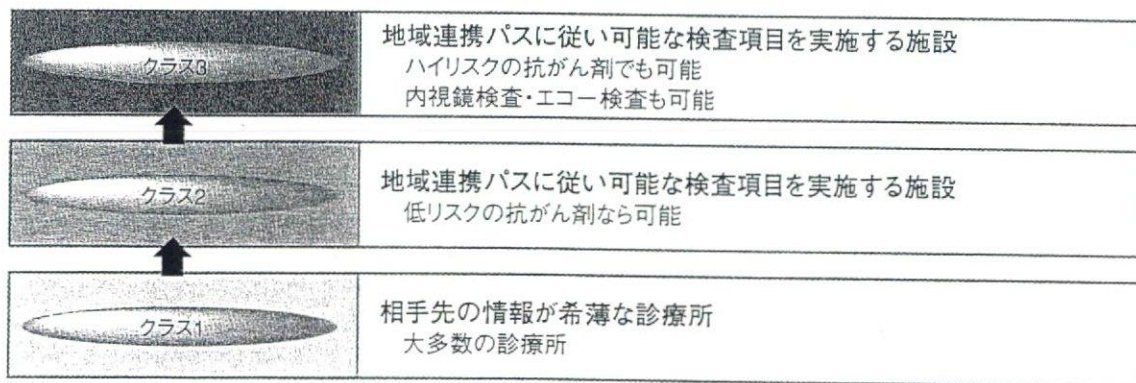 クラス3
地域連携パスに従い可能な検査項目を実施する施設
ハイリスクの抗がん剤でも可能
内視鏡検査・エコー検査も可能
クラス2
地域連携パスに従い可能な検査項目を実施する施設
低リスクの抗がん剤なら可能
クラス1
相手先の情報が希薄な診療所
大多数の診療所